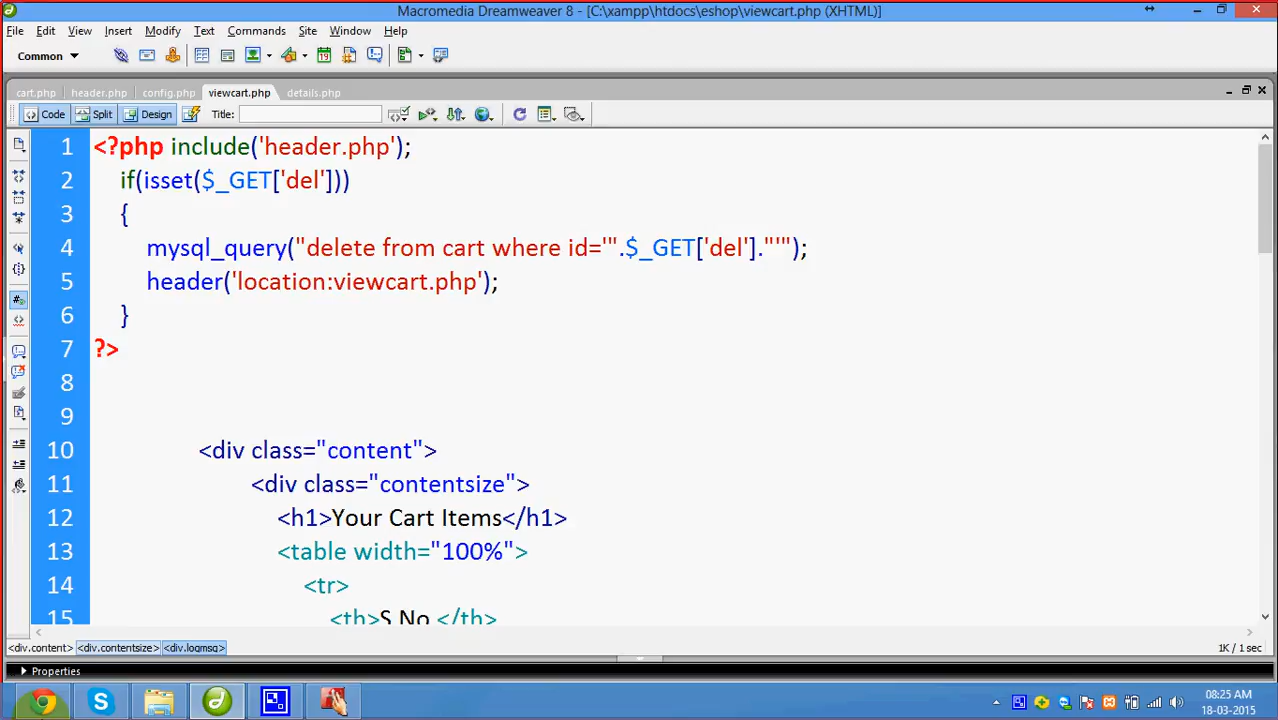 Macromedia Dreamweaver 8 - [C:\xampp\htdocs\eshop\viewcart.php (XHTML)]
File Edit View Insert Modify Text Commands Site Window Help
Common
cart.php header.php config.php viewcart.php details.php
Code Split Design Title:
1 <?php include('header.php');
2 if(isset($_GET['del']))
3 {
4 mysql_query("delete from cart where id='".$_GET['del']."'");
5 header('location:viewcart.php');
6 }
7 ?>
8
9
10 <div class="content">
11 <div class="contentsize">
12 <h1>Your Cart Items</h1>
13 <table width="100%">
14 <tr>
15 <th>S No </th>
<div.content> <div.contentsize> <div.logmsg> 1K / 1 sec
Properties
08:25 AM
18-03-2015